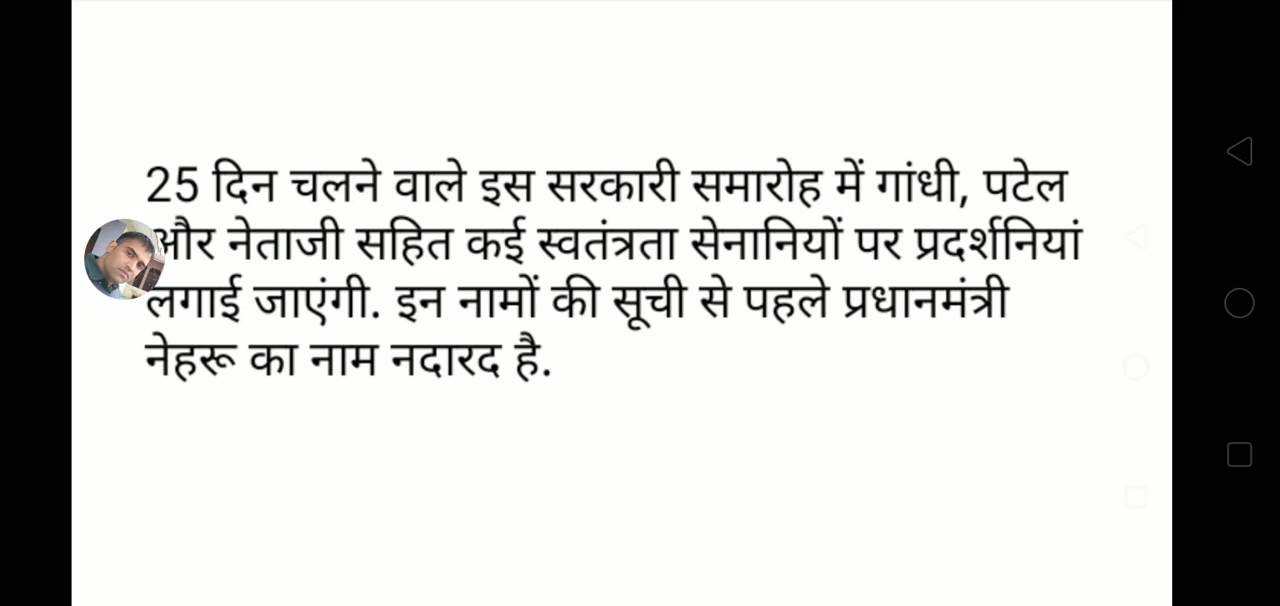 25 दिन चलने वाले इस सरकारी समारोह में गांधी, पटेल
और नेताजी सहित कई स्वतंत्रता सेनानियों पर प्रदर्शनियां
लगाई जाएंगी. इन नामों की सूची से पहले प्रधानमंत्री
नेहरू का नाम नदारद है.